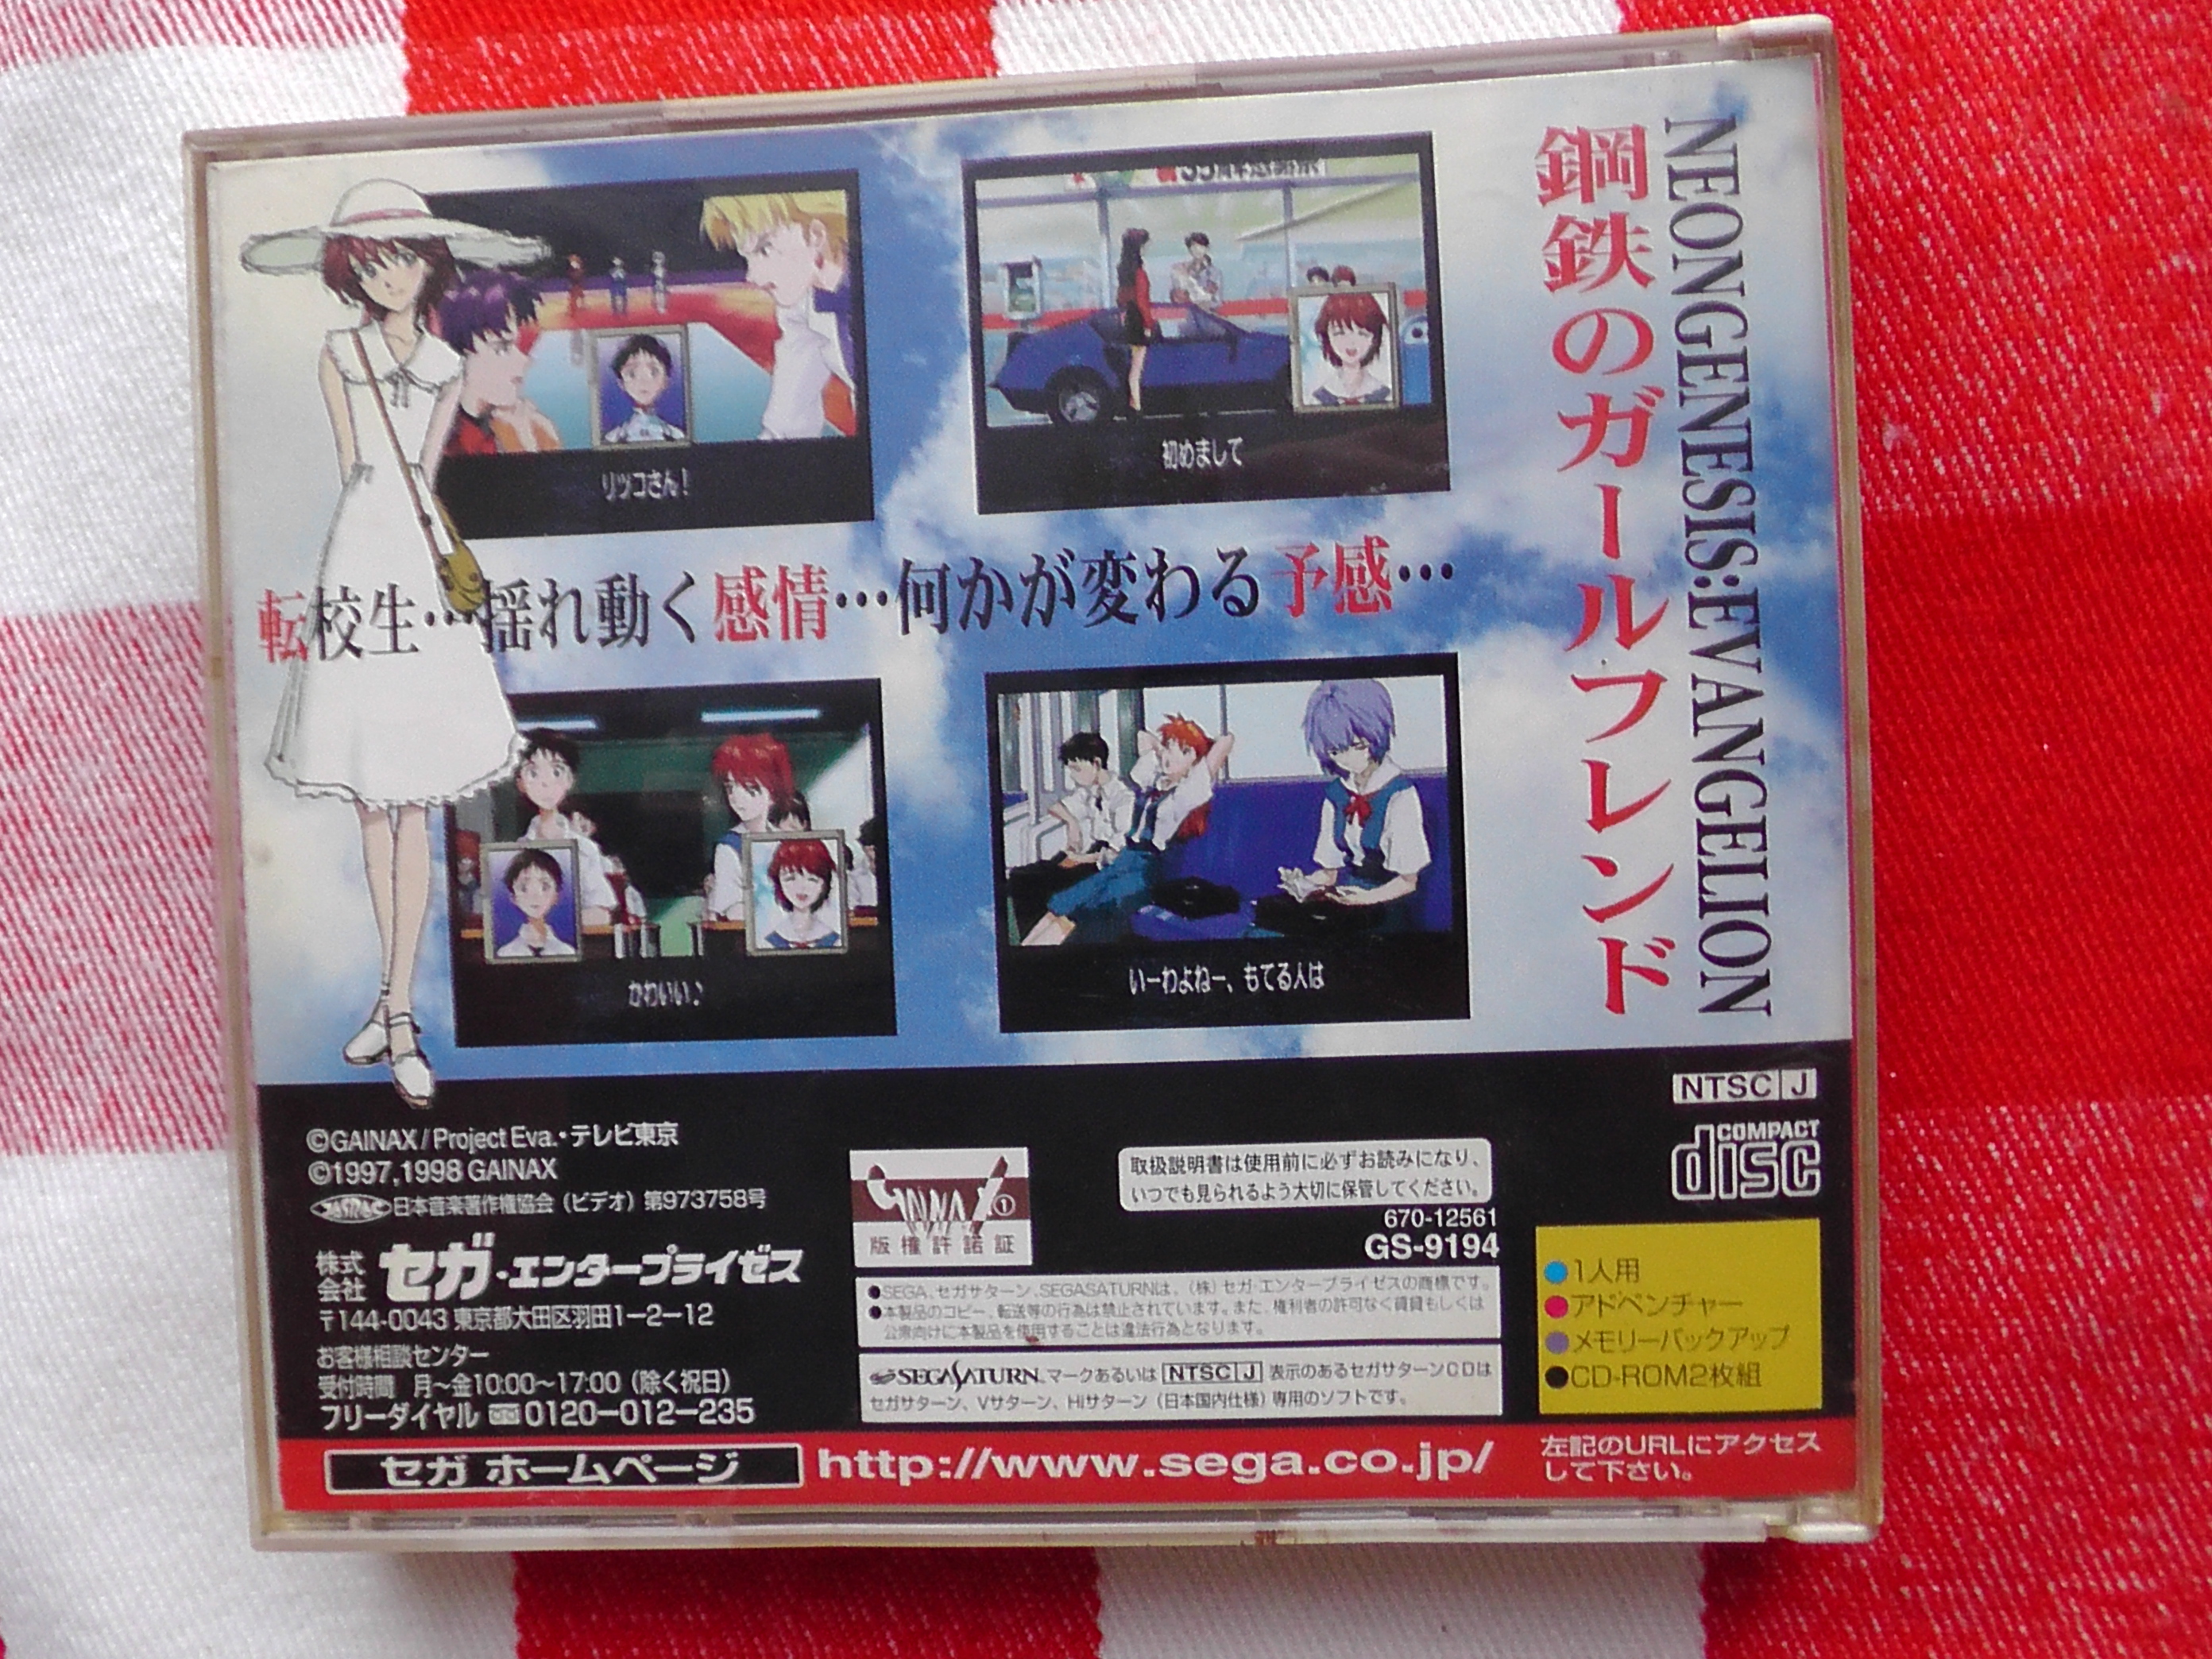 リツコさん!
初めまして
転校生…揺れ動く感情…何かが変わる予感…
かわいい♪
いーわよねー、もてる人は
鋼鉄のガールフレンド
NEON GENESIS:EVANGELION
NTSC J
COMPACT
disc
©GAINAX/Project Eva.・テレビ東京
©1997,1998 GAINAX
JASRAC 日本音楽著作権協会(ビデオ)第973758号
株式会社 セガ・エンタープライゼス
〒144-0043 東京都大田区羽田1-2-12
お客様相談センター
受付時間 月～金10:00～17:00(除く祝日)
フリーダイヤル 0120-012-235
GAINAX ①
版権許諾証
取扱説明書は使用前に必ずお読みになり、
いつでも見られるよう大切に保管してください。
670-12561
GS-9194
●SEGA、セガサターン、SEGASATURNは、(株)セガ・エンタープライゼスの商標です。
●本製品のコピー、転送等の行為は禁止されています。また、権利者の許可なく賃貸もしくは
公衆向けに本製品を使用することは違法行為となります。
SEGA SATURN マークあるいは NTSC J 表示のあるセガサターンCDは
セガサターン、Vサターン、Hiサターン(日本国内仕様)専用のソフトです。
●1人用
●アドベンチャー
●メモリーバックアップ
●CD-ROM2枚組
セガ ホームページ
http://www.sega.co.jp/
左記のURLにアクセス
して下さい。